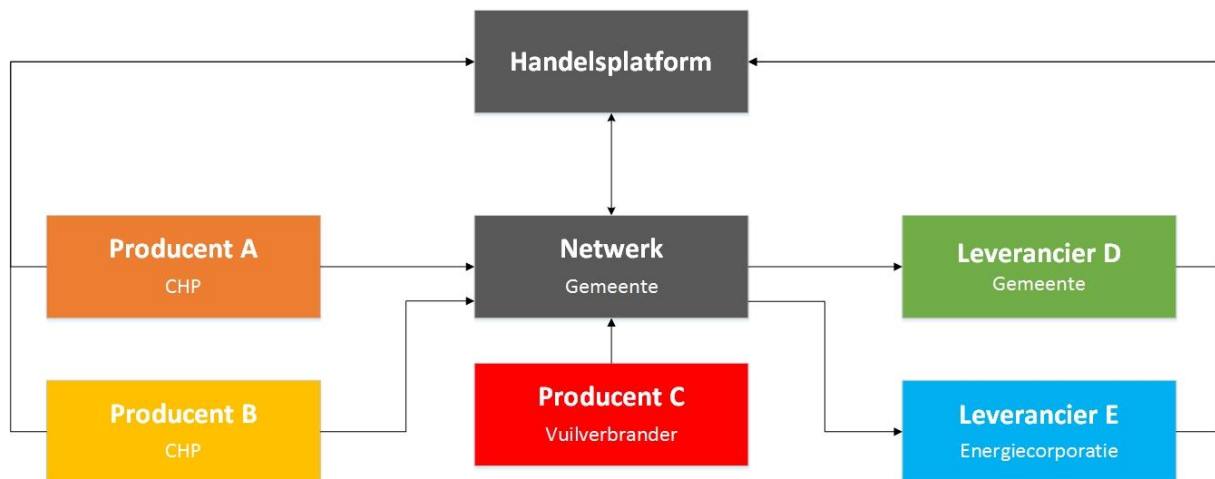 Handelsplatform
Producent A
CHP
Netwerk
Gemeente
Leverancier D
Gemeente
Producent B
CHP
Producent C
Vuilverbrander
Leverancier E
Energiecorporatie